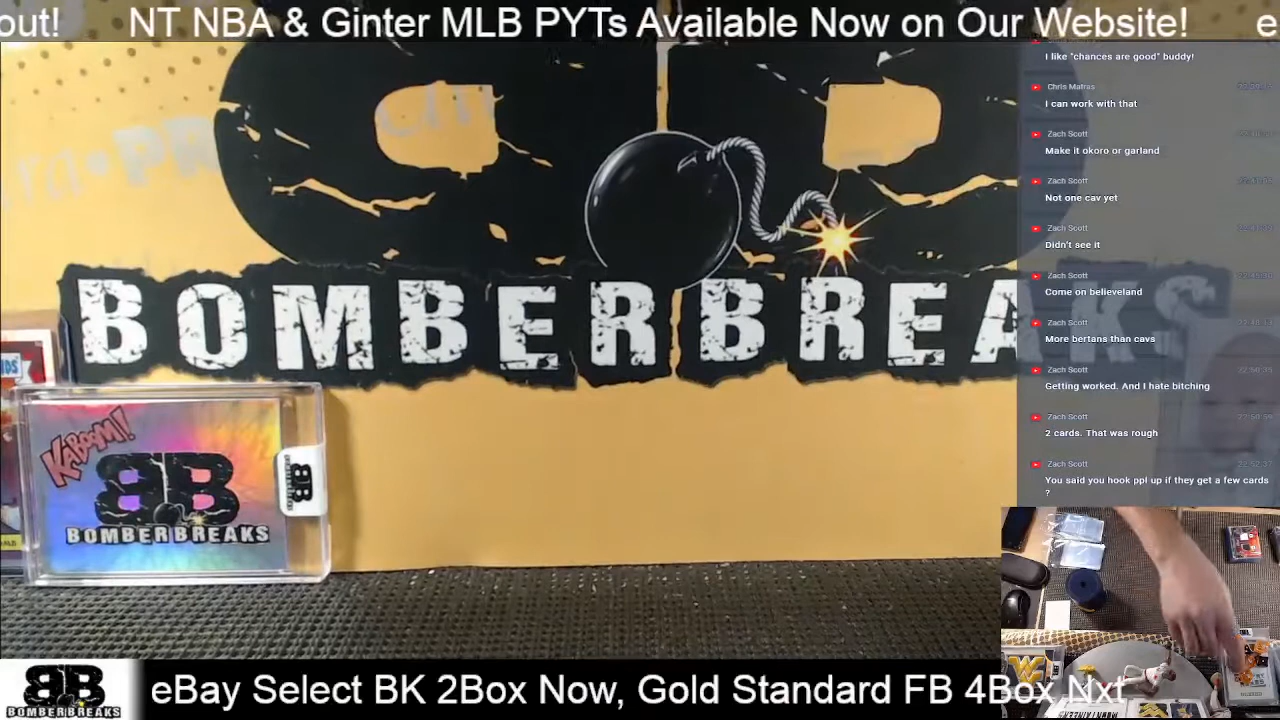 out! NT NBA & Ginter MLB PYTs Available Now on Our Website! e
I like "chances are good" buddy!
Chris Matras
I can work with that
Zach Scott
Make it okoro or garland
Zach Scott
Not one cav yet
Zach Scott
Didn't see it
Zach Scott
Come on believeland
Zach Scott
More bertans than cavs
Zach Scott
Getting worked. And I hate bitching
Zach Scott
2 cards. That was rough
Zach Scott
You said you hook ppl up if they get a few cards
?
BOMBERBREAKS
KABOOM!
BB
BOMBERBREAKS
BB
BOMBERBREAKS
eBay Select BK 2Box Now, Gold Standard FB 4Box Nxt